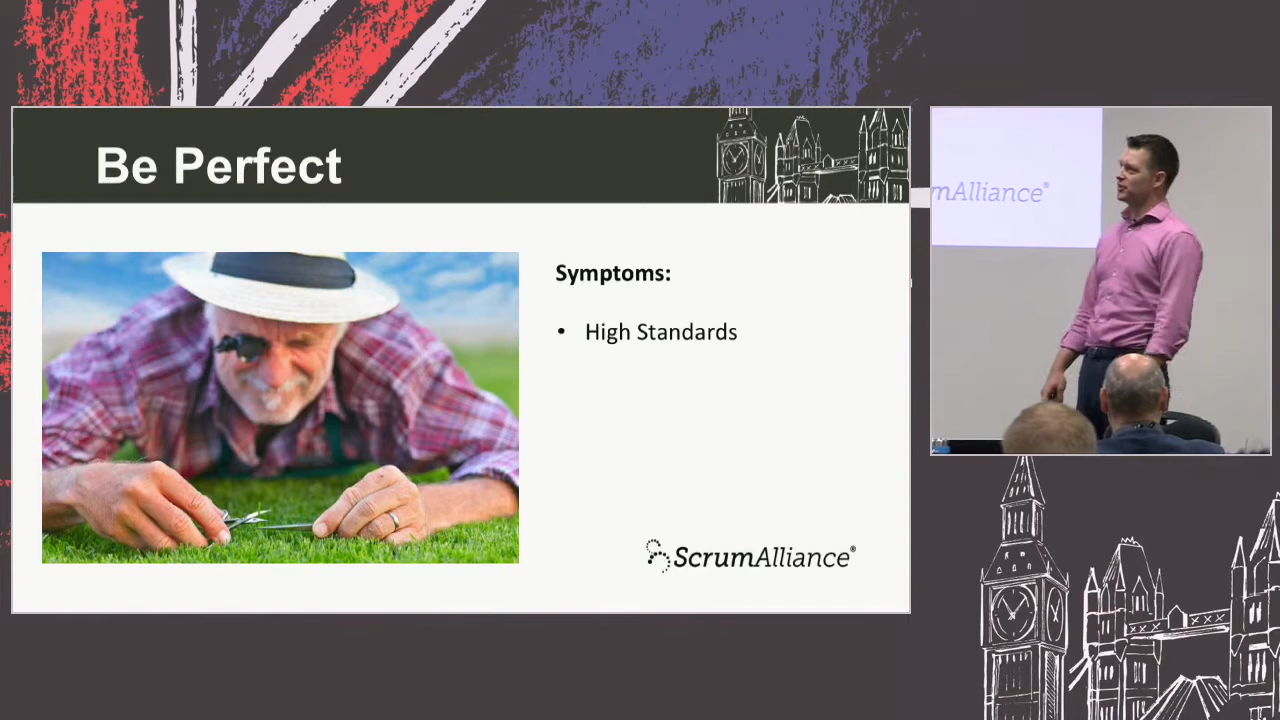 Be Perfect
Symptoms:
• High Standards
ScrumAlliance®
mAlliance®